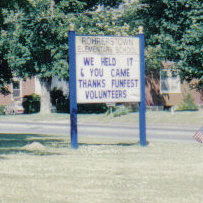 ROHRERSTOWN
ELEMENTARY SCHOOL
WE HELD IT
& YOU CAME
THANKS FUNFEST
VOLUNTEERS